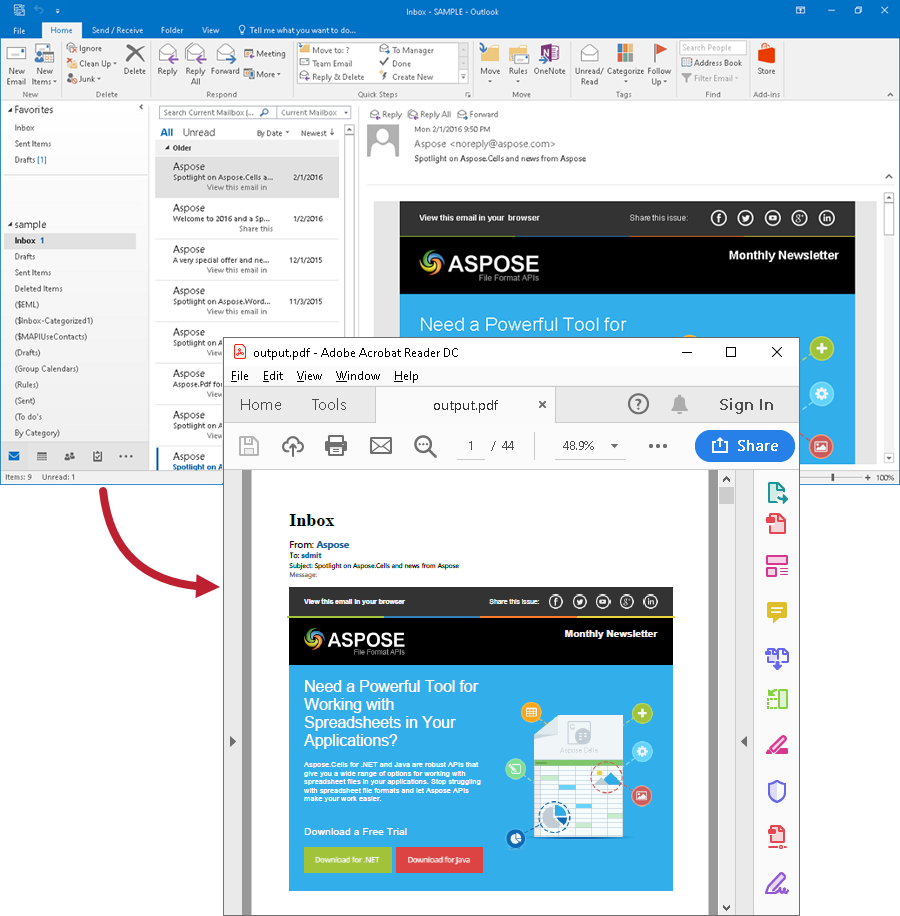 Inbox - SAMPLE - Outlook
File Home Send / Receive Folder View Tell me what you want to do...
New Email
New Items
Ignore
Clean Up
Junk
Delete
Reply
Reply All
Forward
Meeting
More
Move to: ?
Team Email
Reply & Delete
To Manager
Done
Create New
Move
Rules
OneNote
Unread/ Read
Categorize
Follow Up
Search People
Address Book
Filter Email
Store
New Delete Respond Quick Steps Move Tags Find Add-ins
Favorites
Inbox
Sent Items
Drafts [1]
sample
Inbox 1
Drafts
Sent Items
Deleted Items
($EML)
($Inbox-Categorized1)
($MAPIUseContacts)
(Drafts)
(Group Calendars)
(Rules)
(Sent)
(To do's
By Category)
Items: 9 Unread: 1
Search Current Mailbox (... Current Mailbox
All Unread By Date Newest ↓
Older
Aspose
Spotlight on Aspose.Cells a... 2/1/2016
View this email in
Aspose
Welcome to 2016 and a Sp... 1/2/2016
Share this
Aspose
A very special offer and ne... 12/1/2015
View this email in
Aspose
Spotlight on Aspose.Word... 11/3/2015
View this email in
Aspose
Spotlight on
View
Aspose
Aspose.Pdf for
View
Aspose
Spotlight on
View
Aspose
Spotlight on
Reply Reply All Forward
Mon 2/1/2016 9:50 PM
Aspose <noreply@aspose.com>
Spotlight on Aspose.Cells and news from Aspose
View this email in your browser Share this issue:
ASPOSE
File Format APIs
Monthly Newsletter
Need a Powerful Tool for
100%
output.pdf - Adobe Acrobat Reader DC
File Edit View Window Help
Home Tools output.pdf Sign In
1 / 44 48.9% Share
Inbox
From: Aspose
To: sdmit
Subject: Spotlight on Aspose.Cells and news from Aspose
Message:
View this email in your browser Share this issue:
ASPOSE
File Format APIs
Monthly Newsletter
Need a Powerful Tool for
Working with
Spreadsheets in Your
Applications?
Aspose.Cells for .NET and Java are robust APIs that
give you a wide range of options for working with
spreadsheet files in your applications. Stop struggling
with spreadsheet file formats and let Aspose APIs
make your work easier.
Aspose.Cells
Download a Free Trial
Download for .NET Download for Java